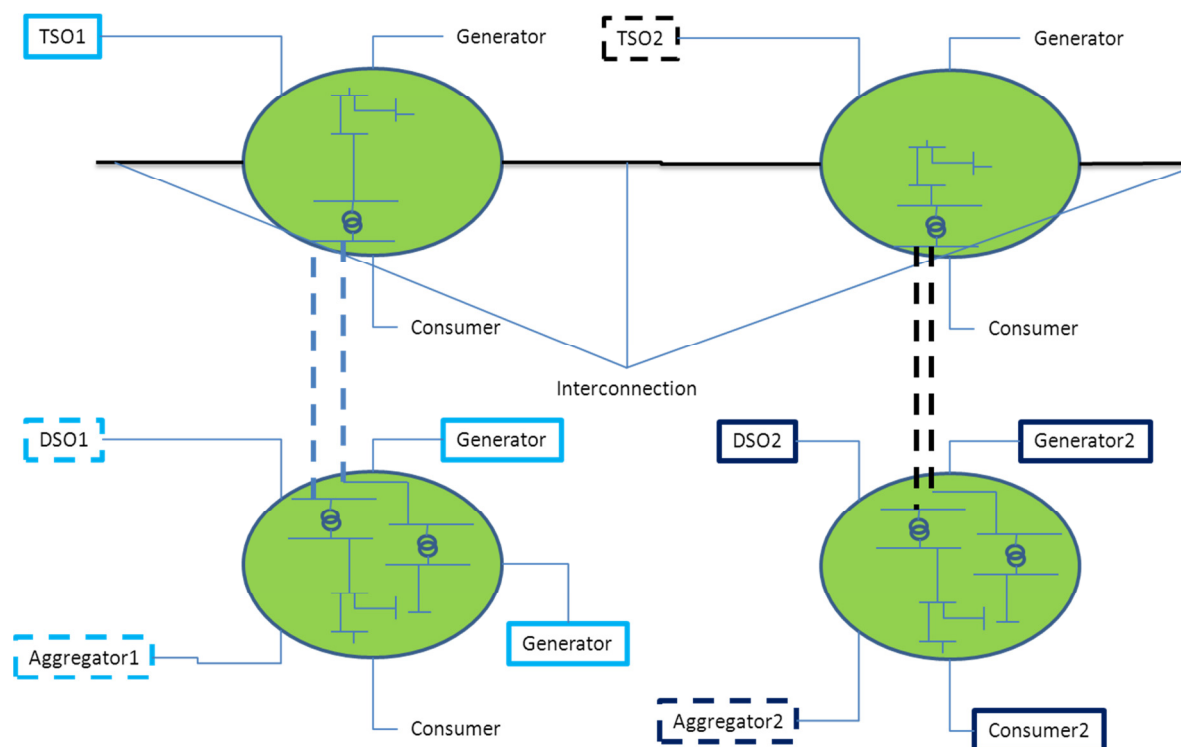 TSO1
Generator
TSO2
Generator
Consumer
Consumer
Interconnection
DSO1
Generator
DSO2
Generator2
Generator
Aggregator1
Consumer
Aggregator2
Consumer2